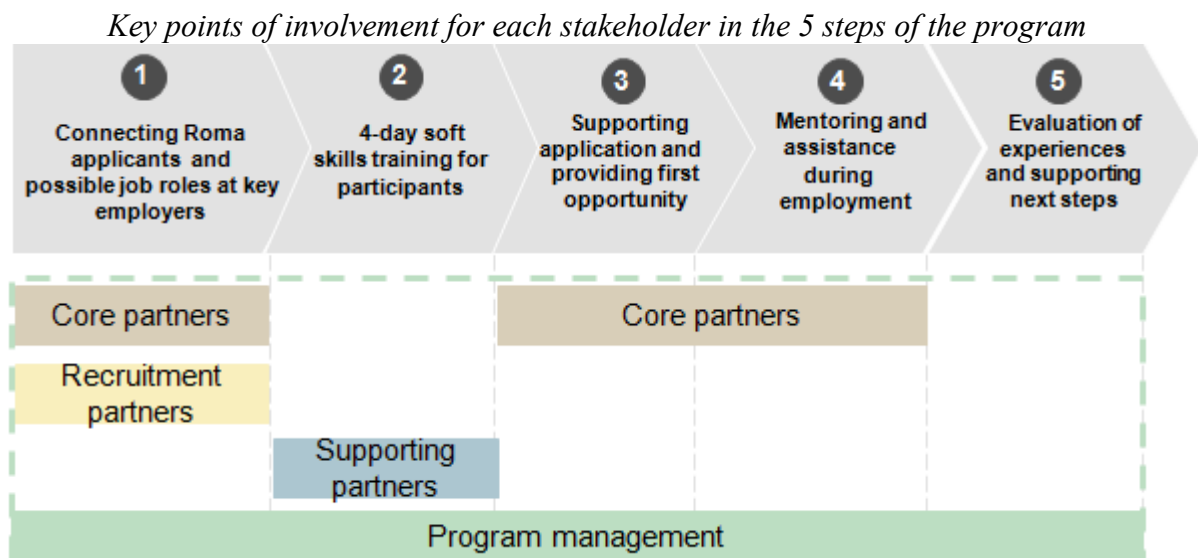 Key points of involvement for each stakeholder in the 5 steps of the program
1
Connecting Roma
applicants and
possible job roles at key
employers
2
4-day soft
skills training for
participants
3
Supporting
application and
providing first
opportunity
4
Mentoring and
assistance
during
employment
5
Evaluation of
experiences
and supporting
next steps
Core partners
Core partners
Recruitment
partners
Supporting
partners
Program management